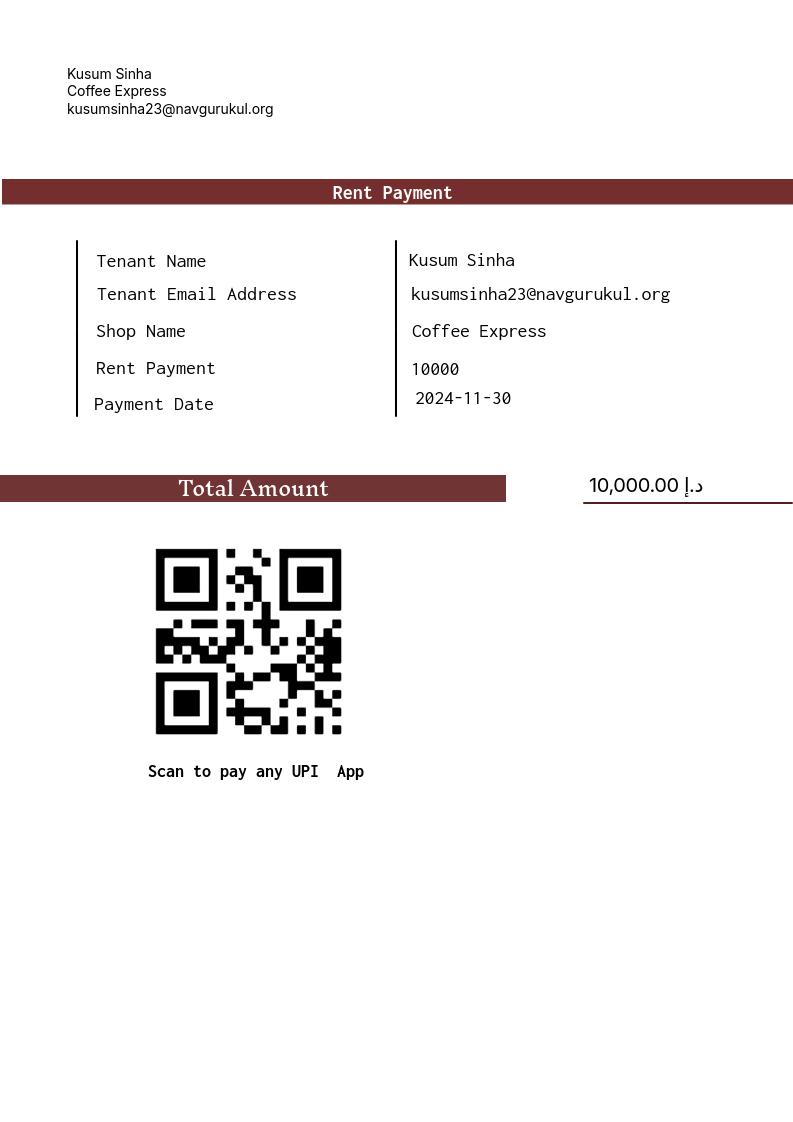 Kusum Sinha
Coffee Express
kusumsinha23@navgurukul.org
Rent Payment
Tenant Name Kusum Sinha
Tenant Email Address kusumsinha23@navgurukul.org
Shop Name Coffee Express
Rent Payment 10000
Payment Date 2024-11-30
Total Amount 10,000.00 د.إ
Scan to pay any UPI App